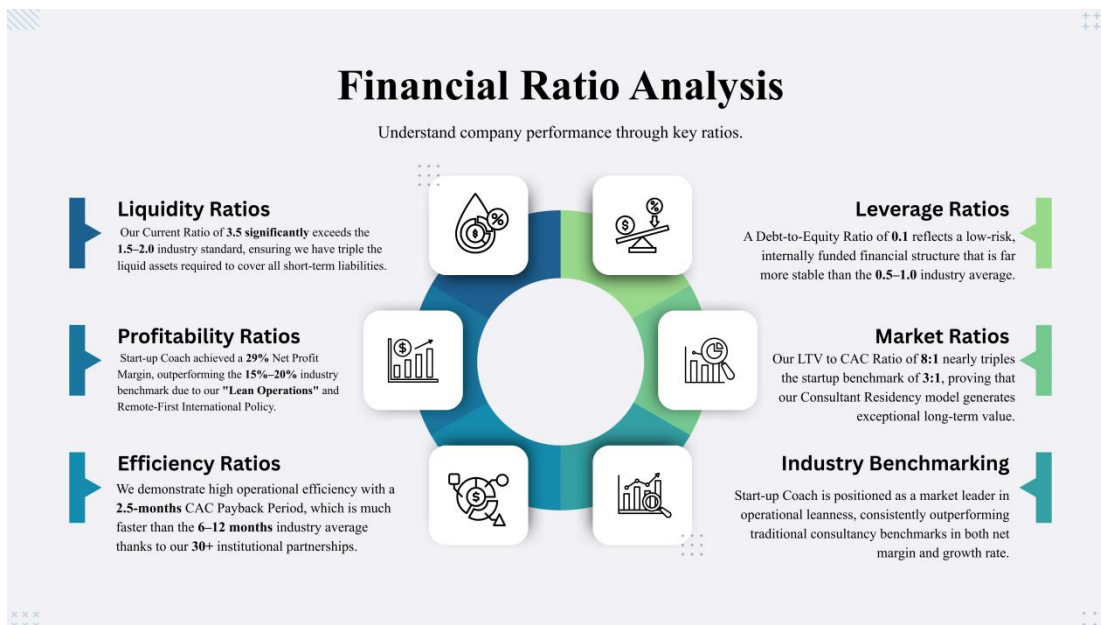 Financial Ratio Analysis
Understand company performance through key ratios.
Liquidity Ratios
Our Current Ratio of 3.5 significantly exceeds the
1.5–2.0 industry standard, ensuring we have triple the
liquid assets required to cover all short-term liabilities.
Profitability Ratios
Start-up Coach achieved a 29% Net Profit
Margin, outperforming the 15%–20% industry
benchmark due to our "Lean Operations" and
Remote-First International Policy.
Efficiency Ratios
We demonstrate high operational efficiency with a
2.5-months CAC Payback Period, which is much
faster than the 6–12 months industry average
thanks to our 30+ institutional partnerships.
Leverage Ratios
A Debt-to-Equity Ratio of 0.1 reflects a low-risk,
internally funded financial structure that is far
more stable than the 0.5–1.0 industry average.
Market Ratios
Our LTV to CAC Ratio of 8:1 nearly triples
the startup benchmark of 3:1, proving that
our Consultant Residency model generates
exceptional long-term value.
Industry Benchmarking
Start-up Coach is positioned as a market leader in
operational leanness, consistently outperforming
traditional consultancy benchmarks in both net
margin and growth rate.